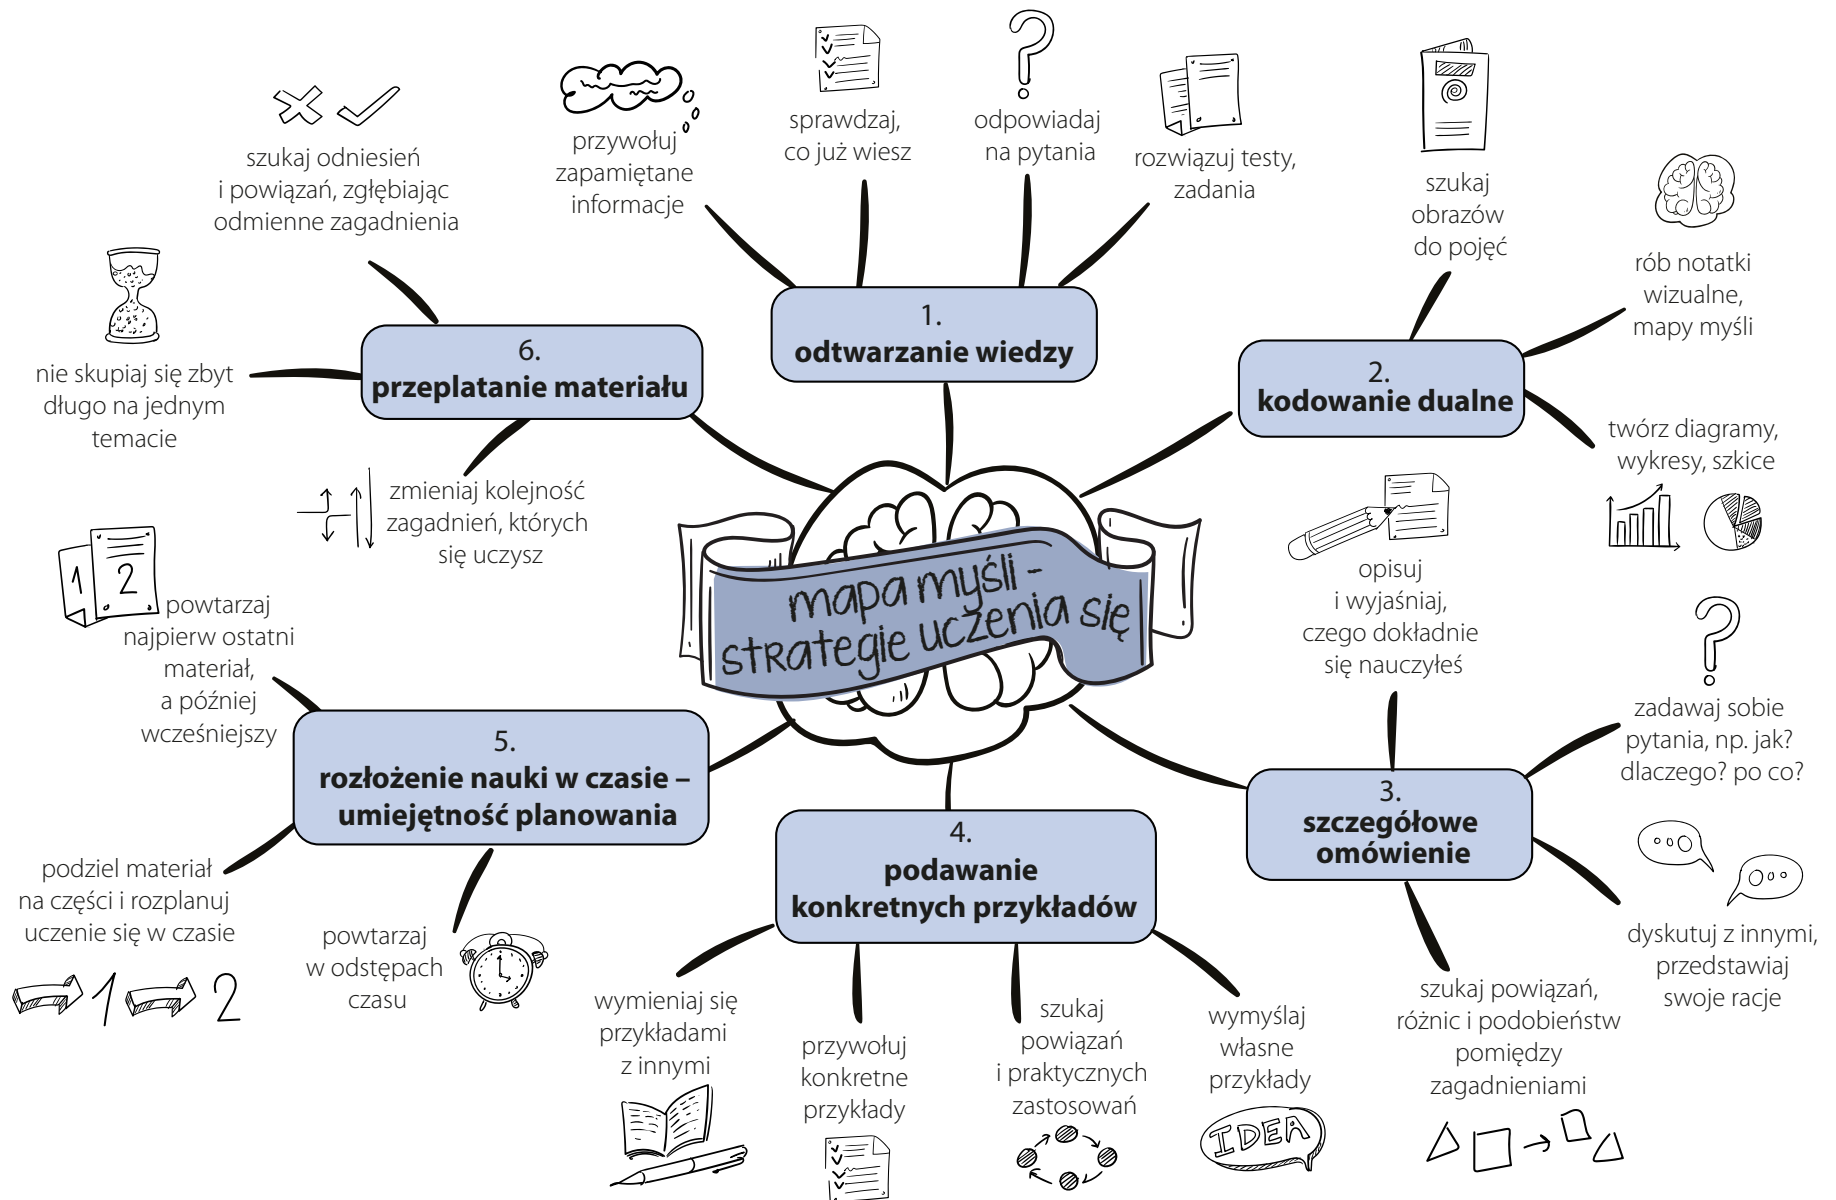 mapa myśli -
strategie uczenia się
1.
odtwarzanie wiedzy
przywołuj
zapamiętane
informacje
sprawdzaj,
co już wiesz
odpowiadaj
na pytania
rozwiązuj testy,
zadania
2.
kodowanie dualne
szukaj
obrazów
do pojęć
rób notatki
wizualne,
mapy myśli
twórz diagramy,
wykresy, szkice
3.
szczegółowe
omówienie
opisuj
i wyjaśniaj,
czego dokładnie
się nauczyłeś
zadawaj sobie
pytania, np. jak?
dlaczego? po co?
dyskutuj z innymi,
przedstawiaj
swoje racje
szukaj powiązań,
różnic i podobieństw
pomiędzy
zagadnieniami
4.
podawanie
konkretnych przykładów
wymieniaj się
przykładami
z innymi
przywołuj
konkretne
przykłady
szukaj
powiązań
i praktycznych
zastosowań
wymyślaj
własne
przykłady
IDEA
5.
rozłożenie nauki w czasie –
umiejętność planowania
1 2
powtarzaj
najpierw ostatni
materiał,
a później
wcześniejszy
podziel materiał
na części i rozplanuj
uczenie się w czasie
1 2
powtarzaj
w odstępach
czasu
6.
przeplatanie materiału
szukaj odniesień
i powiązań, zgłębiając
odmienne zagadnienia
nie skupiaj się zbyt
długo na jednym
temacie
zmieniaj kolejność
zagadnień, których
się uczysz